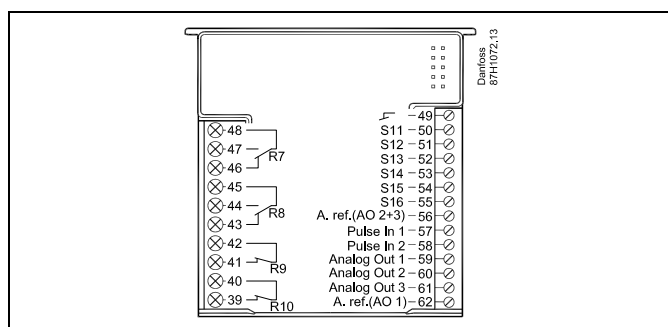 Danfoss
87H1072.13
48
47
R7
46
45
44
R8
43
42
41
R9
40
39
R10
49
S11 50
S12 51
S13 52
S14 53
S15 54
S16 55
A. ref.(AO 2+3) 56
Pulse In 1 57
Pulse In 2 58
Analog Out 1 59
Analog Out 2 60
Analog Out 3 61
A. ref.(AO 1) 62